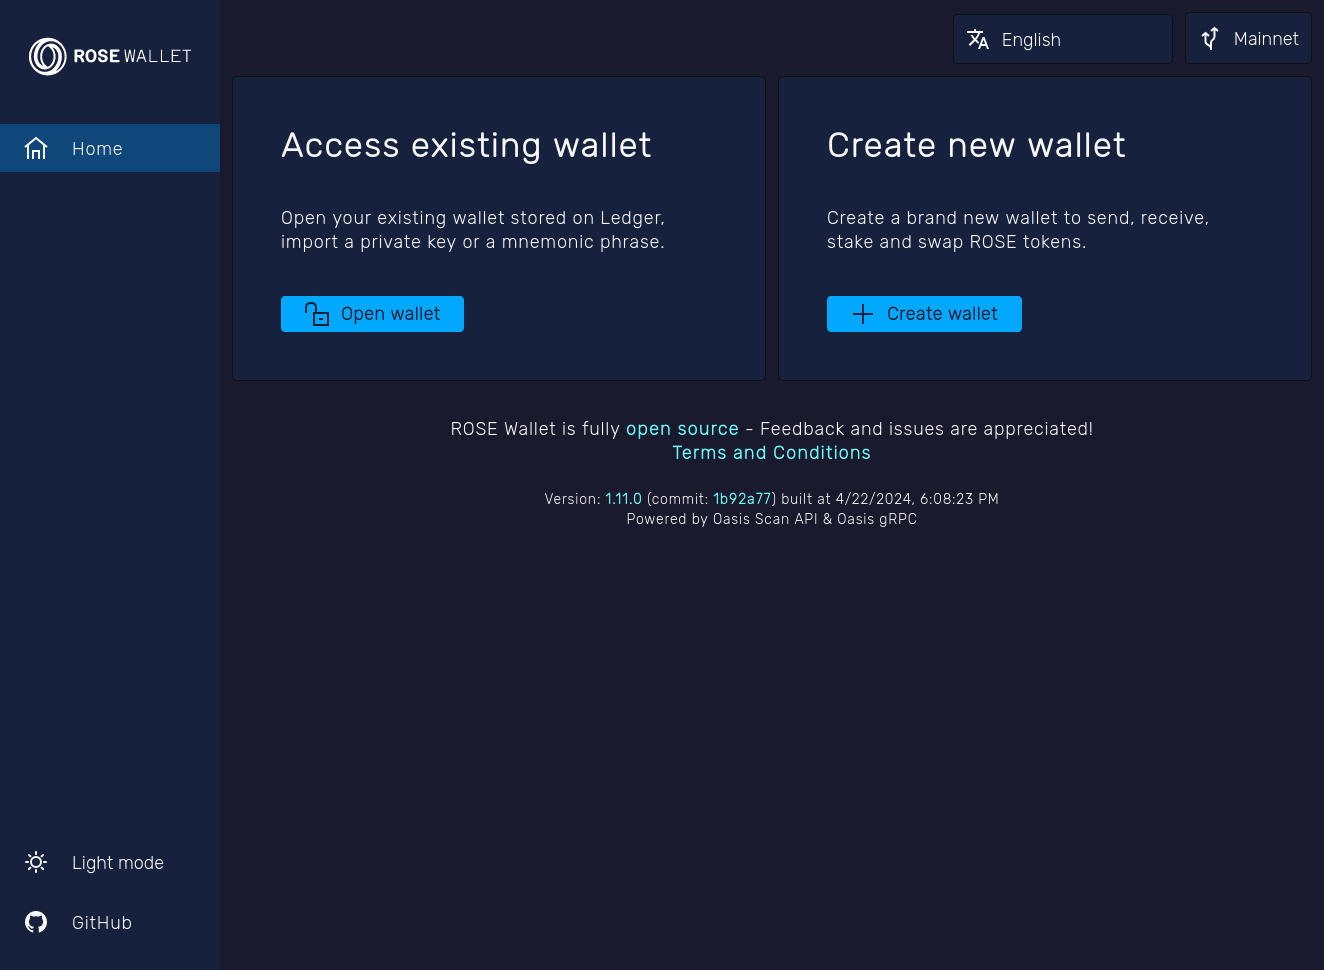 ROSE WALLET
English
Mainnet
Home
Access existing wallet
Open your existing wallet stored on Ledger,
import a private key or a mnemonic phrase.
Open wallet
Create new wallet
Create a brand new wallet to send, receive,
stake and swap ROSE tokens.
Create wallet
ROSE Wallet is fully open source - Feedback and issues are appreciated!
Terms and Conditions
Version: 1.11.0 (commit: 1b92a77) built at 4/22/2024, 6:08:23 PM
Powered by Oasis Scan API & Oasis gRPC
Light mode
GitHub